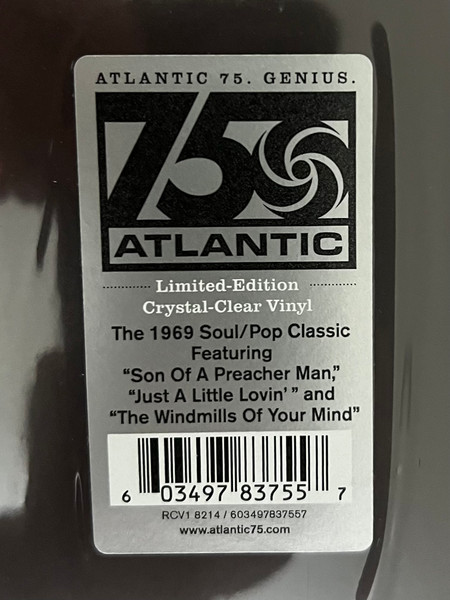 ATLANTIC 75. GENIUS.
75
ATLANTIC
Limited-Edition
Crystal-Clear Vinyl
The 1969 Soul/Pop Classic
Featuring
“Son Of A Preacher Man,”
“Just A Little Lovin’” and
“The Windmills Of Your Mind”
6 03497 83755 7
RCV1 8214 / 603497837557
www.atlantic75.com